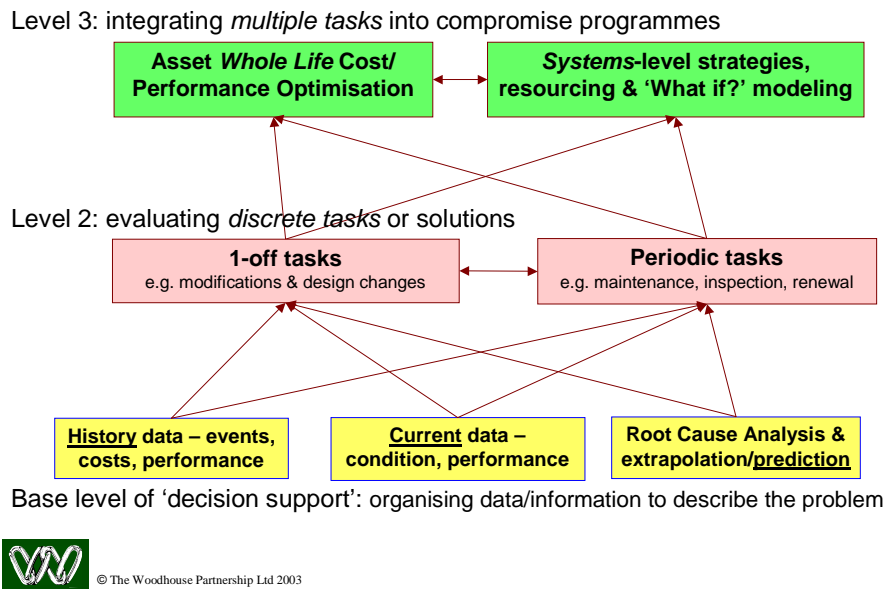 Level 3: integrating multiple tasks into compromise programmes
Asset Whole Life Cost/
Performance Optimisation
Systems-level strategies,
resourcing & ‘What if?’ modeling
Level 2: evaluating discrete tasks or solutions
1-off tasks
e.g. modifications & design changes
Periodic tasks
e.g. maintenance, inspection, renewal
History data – events,
costs, performance
Current data –
condition, performance
Root Cause Analysis &
extrapolation/prediction
Base level of ‘decision support’: organising data/information to describe the problem
© The Woodhouse Partnership Ltd 2003